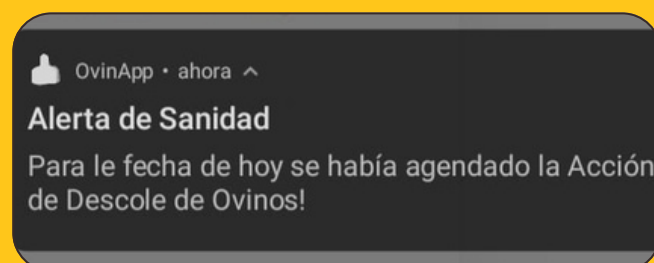 OvinApp • ahora ^
Alerta de Sanidad
Para le fecha de hoy se había agendado la Acción
de Descole de Ovinos!